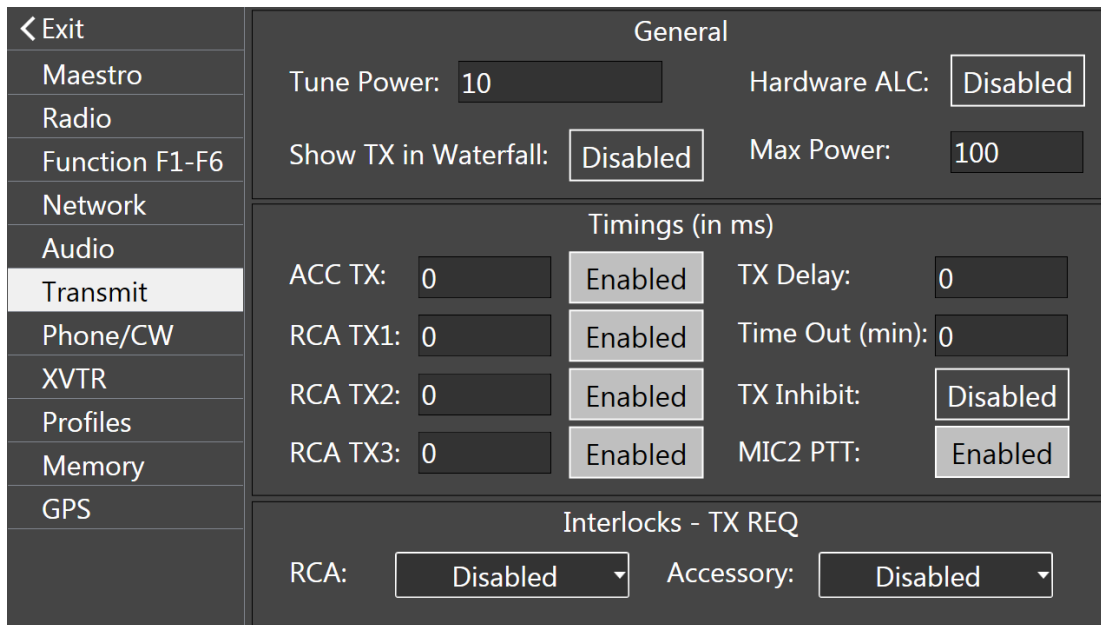 Exit
Maestro
Radio
Function F1-F6
Network
Audio
Transmit
Phone/CW
XVTR
Profiles
Memory
GPS
General
Tune Power: 10 Hardware ALC: Disabled
Show TX in Waterfall: Disabled Max Power: 100
Timings (in ms)
ACC TX: 0 Enabled TX Delay: 0
RCA TX1: 0 Enabled Time Out (min): 0
RCA TX2: 0 Enabled TX Inhibit: Disabled
RCA TX3: 0 Enabled MIC2 PTT: Enabled
Interlocks - TX REQ
RCA: Disabled Accessory: Disabled